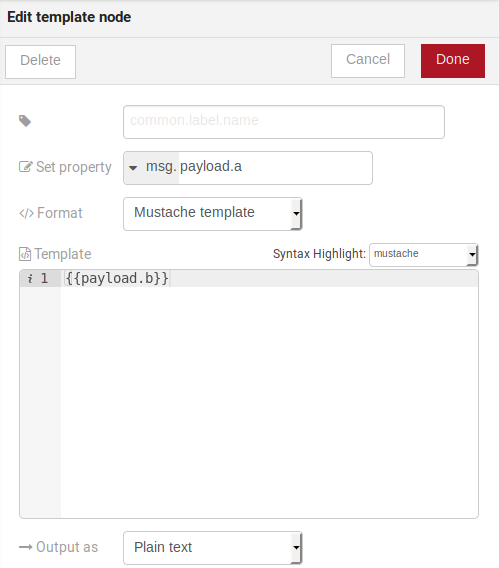 Edit template node
Delete
Cancel
Done
common.label.name
Set property
msg. payload.a
</> Format
Mustache template
Template
Syntax Highlight: mustache
i 1 {{payload.b}}
Output as
Plain text